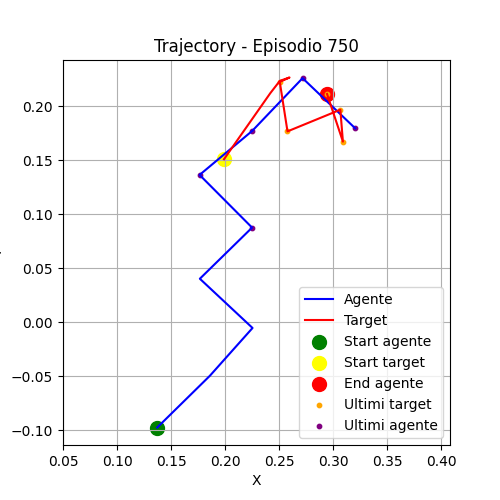 Trajectory - Episodio 750
0.20
0.15
0.10
0.05
0.00
−0.05
−0.10
0.05 0.10 0.15 0.20 0.25 0.30 0.35 0.40
X
Agente
Target
Start agente
Start target
End agente
Ultimi target
Ultimi agente